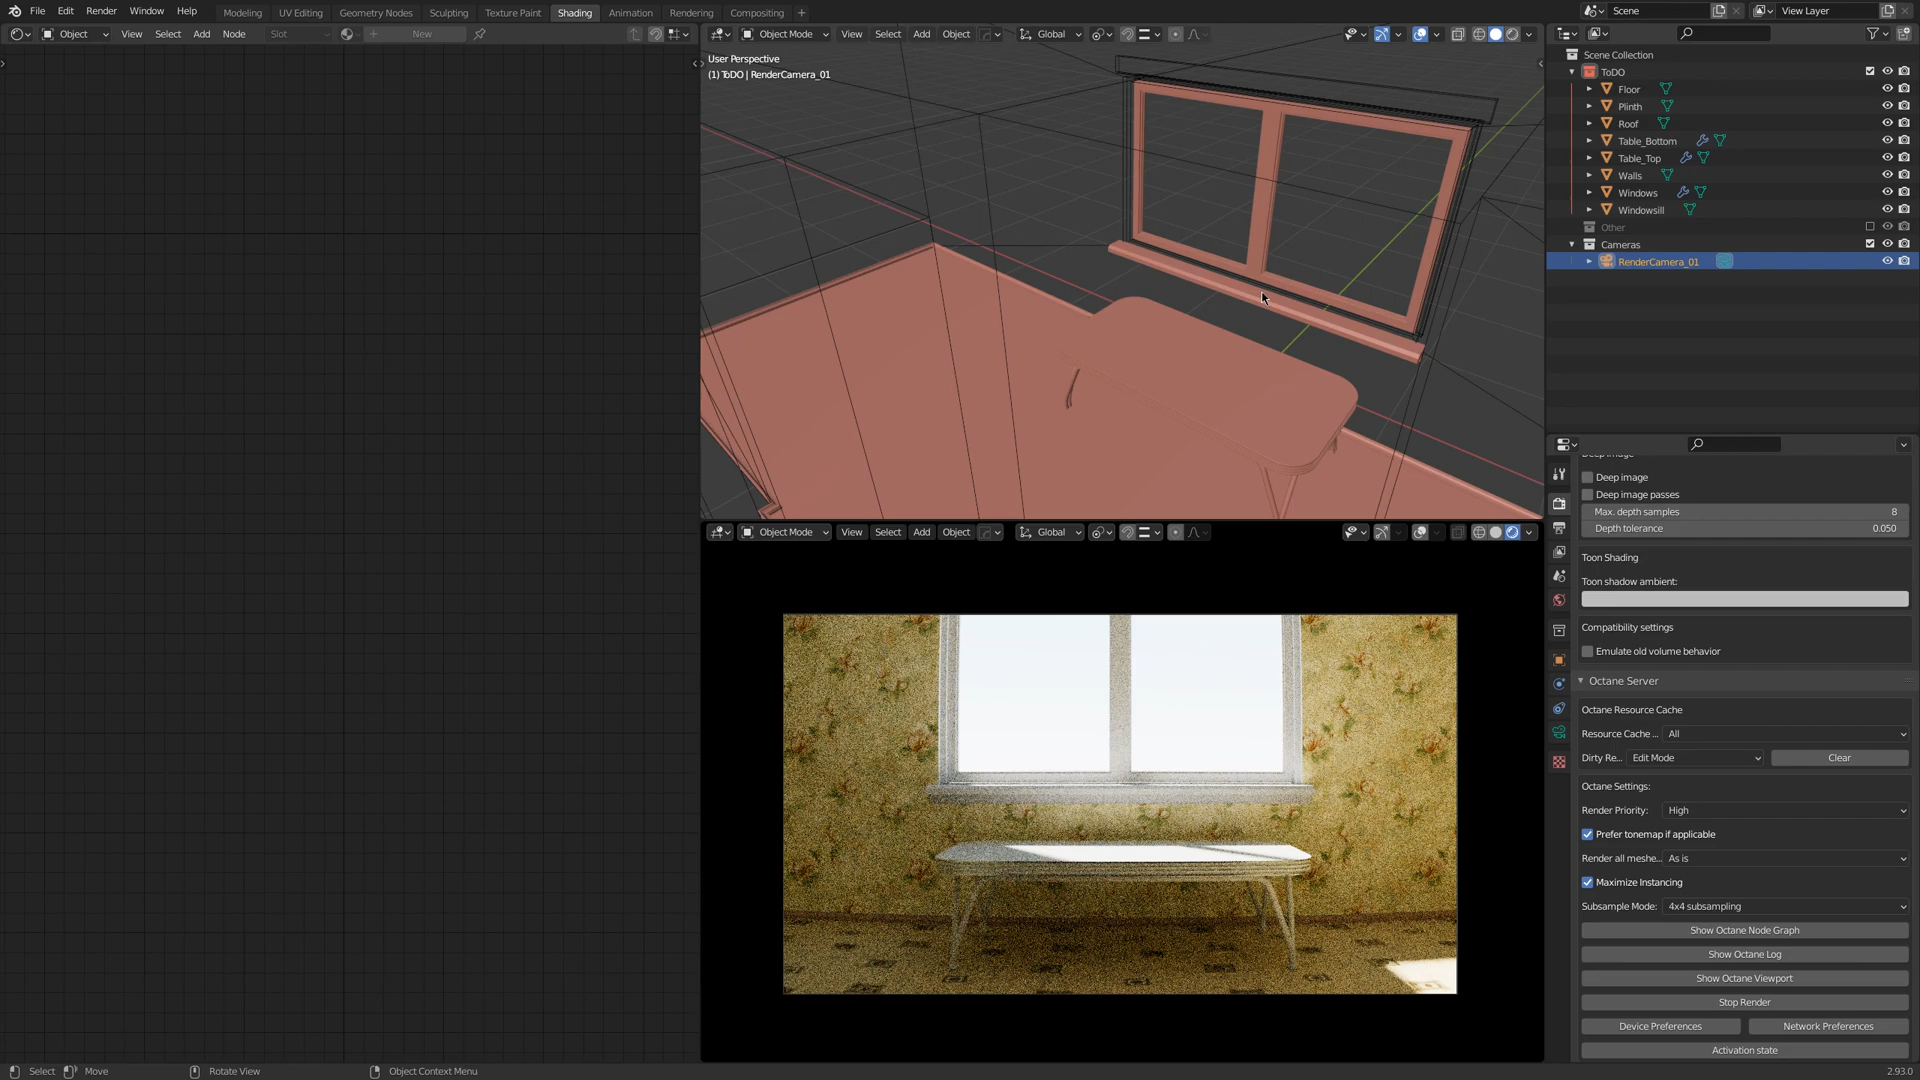 File Edit Render Window Help Modeling UV Editing Geometry Nodes Sculpting Texture Paint Shading Animation Rendering Compositing + Scene View Layer
Object View Select Add Node Slot New
Object Mode View Select Add Object Global
User Perspective
(1) ToDO | RenderCamera_01
Scene Collection
ToDO
Floor
Plinth
Roof
Table_Bottom
Table_Top
Walls
Windows
Windowsill
Other
Cameras
RenderCamera_01
Object Mode View Select Add Object Global
Deep image
Deep image
Deep image passes
Max. depth samples 8
Depth tolerance 0.050
Toon Shading
Toon shadow ambient:
Compatibility settings
Emulate old volume behavior
Octane Server
Octane Resource Cache
Resource Cache ... All
Dirty Re... Edit Mode Clear
Octane Settings:
Render Priority: High
Prefer tonemap if applicable
Render all meshe... As is
Maximize Instancing
Subsample Mode: 4x4 subsampling
Show Octane Node Graph
Show Octane Log
Show Octane Viewport
Stop Render
Device Preferences Network Preferences
Activation state
Select Move Rotate View Object Context Menu 2.93.0